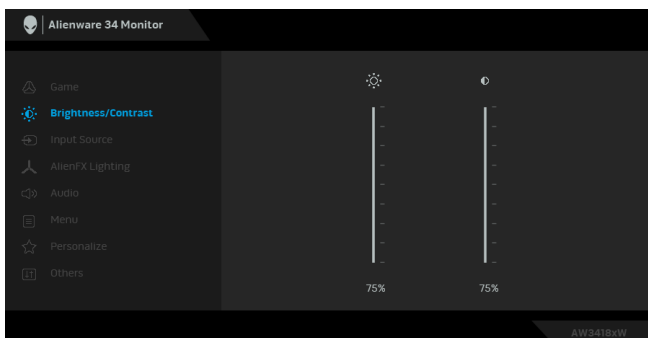 Alienware 34 Monitor
Game
Brightness/Contrast
Input Source
AlienFX Lighting
Audio
Menu
Personalize
Others
75% 75%
AW3418xW